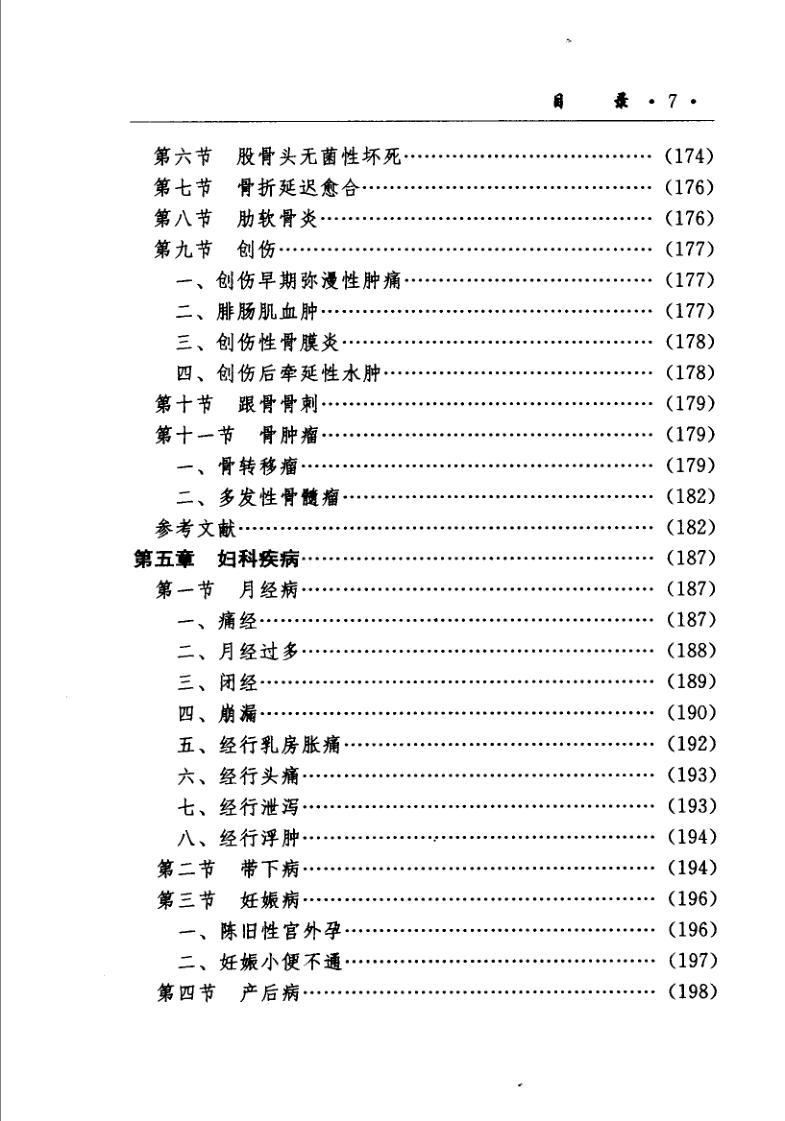 目　录 · 7 ·
第六节　股骨头无菌性坏死……………………………(174)
第七节　骨折延迟愈合……………………………(176)
第八节　肋软骨炎……………………………(176)
第九节　创伤……………………………(177)
一、创伤早期弥漫性肿痛……………………………(177)
二、腓肠肌血肿……………………………(177)
三、创伤性骨膜炎……………………………(178)
四、创伤后牵延性水肿……………………………(178)
第十节　跟骨骨刺……………………………(179)
第十一节　骨肿瘤……………………………(179)
一、骨转移瘤……………………………(179)
二、多发性骨髓瘤……………………………(182)
参考文献……………………………(182)
第五章　妇科疾病……………………………(187)
第一节　月经病……………………………(187)
一、痛经……………………………(187)
二、月经过多……………………………(188)
三、闭经……………………………(189)
四、崩漏……………………………(190)
五、经行乳房胀痛……………………………(192)
六、经行头痛……………………………(193)
七、经行泄泻……………………………(193)
八、经行浮肿……………………………(194)
第二节　带下病……………………………(194)
第三节　妊娠病……………………………(196)
一、陈旧性宫外孕……………………………(196)
二、妊娠小便不通……………………………(197)
第四节　产后病……………………………(198)